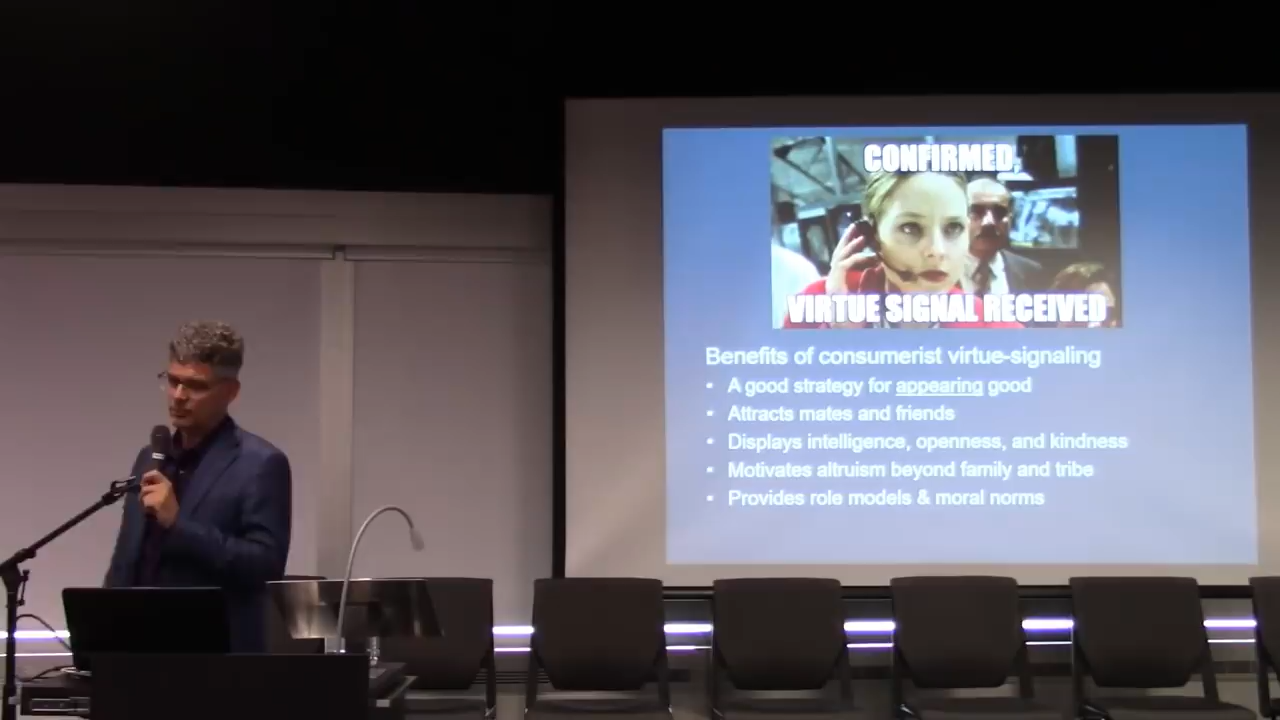 CONFIRMED,
VIRTUE SIGNAL RECEIVED
Benefits of consumerist virtue-signaling
• A good strategy for appearing good
• Attracts mates and friends
• Displays intelligence, openness, and kindness
• Motivates altruism beyond family and tribe
• Provides role models & moral norms